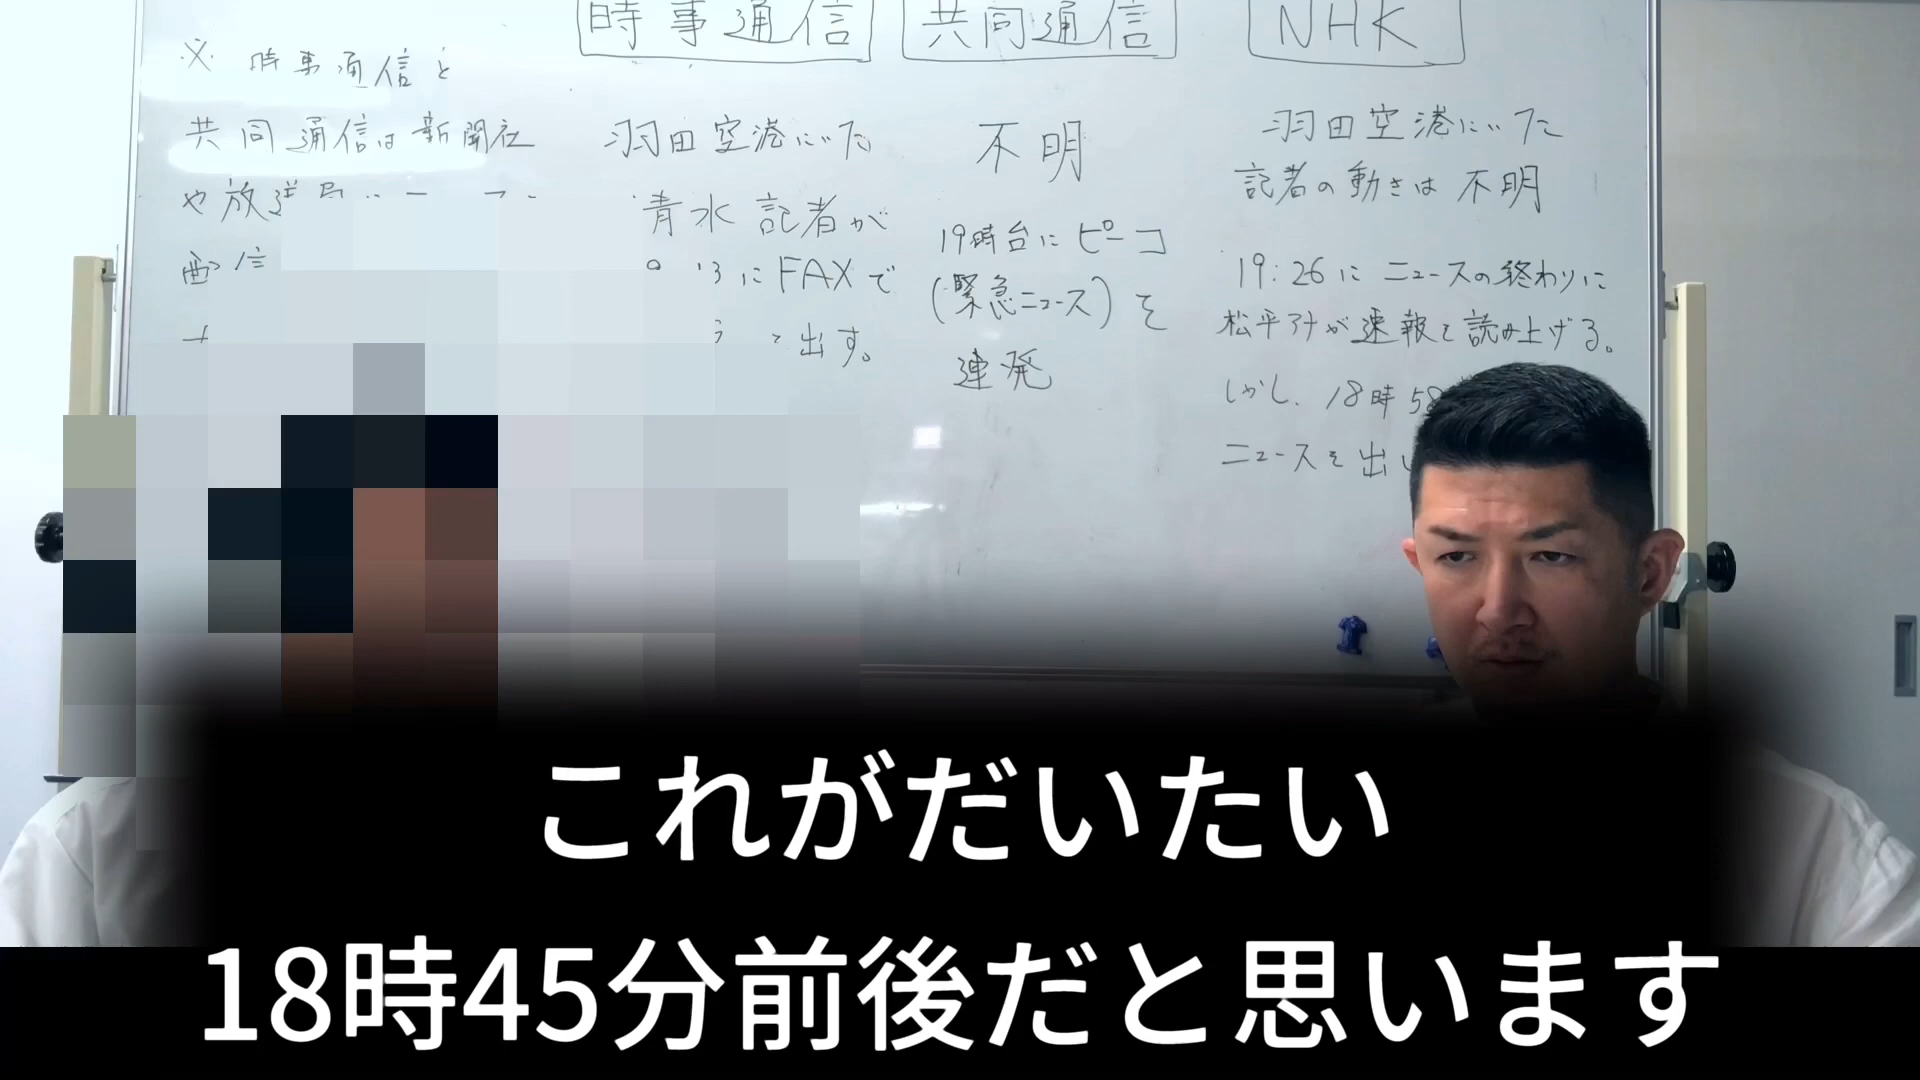 時事通信
共同通信
NHK
※ 時事通信と
共同通信は新聞社
や放送局
配信
羽田空港にいた
青水記者が
にFAXで
出す。
不明
19時台にピーコ
(緊急ニュース)を
連発
羽田空港にいた
記者の動きは不明
19:26にニュースの終わりに
松平アナが速報を読み上げる。
しかし、18時58
ニュースを出し
これがだいたい
18時45分前後だと思います